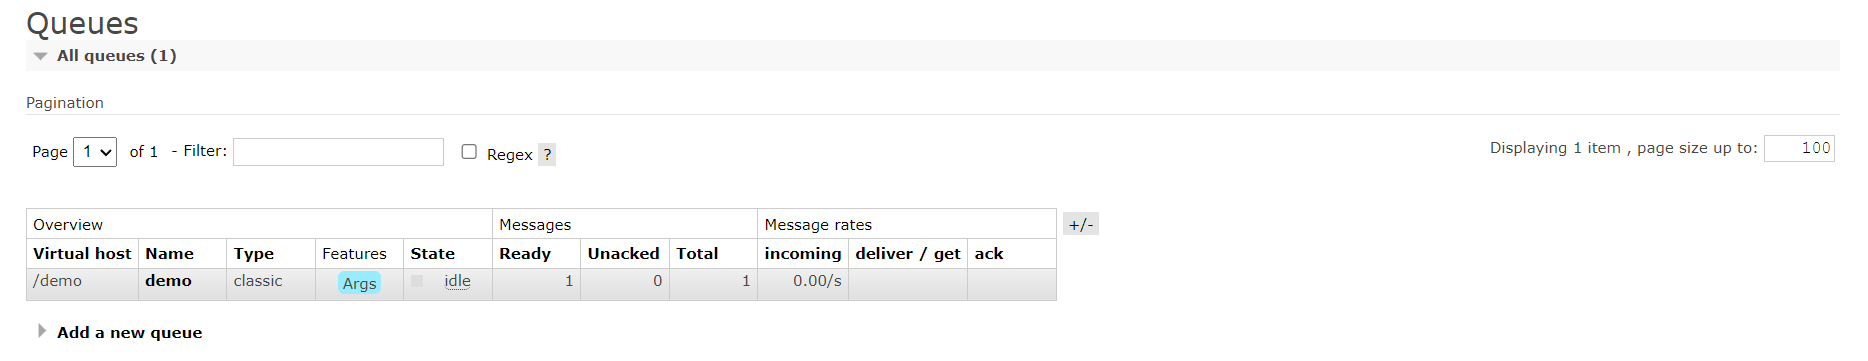 Queues
All queues (1)
Pagination
Page 1 of 1 - Filter: Regex ? Displaying 1 item , page size up to: 100
Overview Messages Message rates +/-
Virtual host Name Type Features State Ready Unacked Total incoming deliver / get ack
/demo demo classic Args idle 1 0 1 0.00/s
Add a new queue